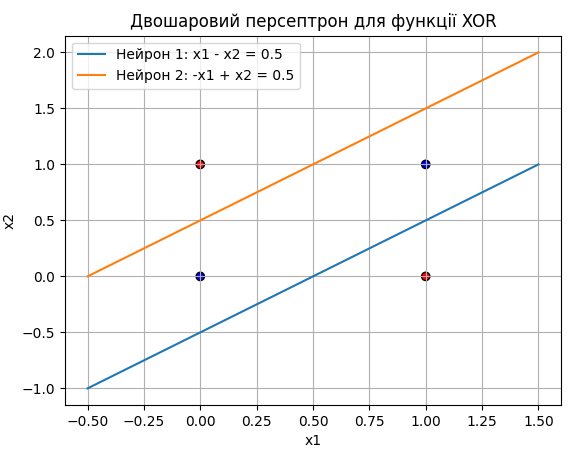 Двошаровий персептрон для функції XOR
Нейрон 1: x1 - x2 = 0.5
Нейрон 2: -x1 + x2 = 0.5
2.0
1.5
1.0
0.5
0.0
−0.5
−1.0
x2
−0.50 −0.25 0.00 0.25 0.50 0.75 1.00 1.25 1.50
x1